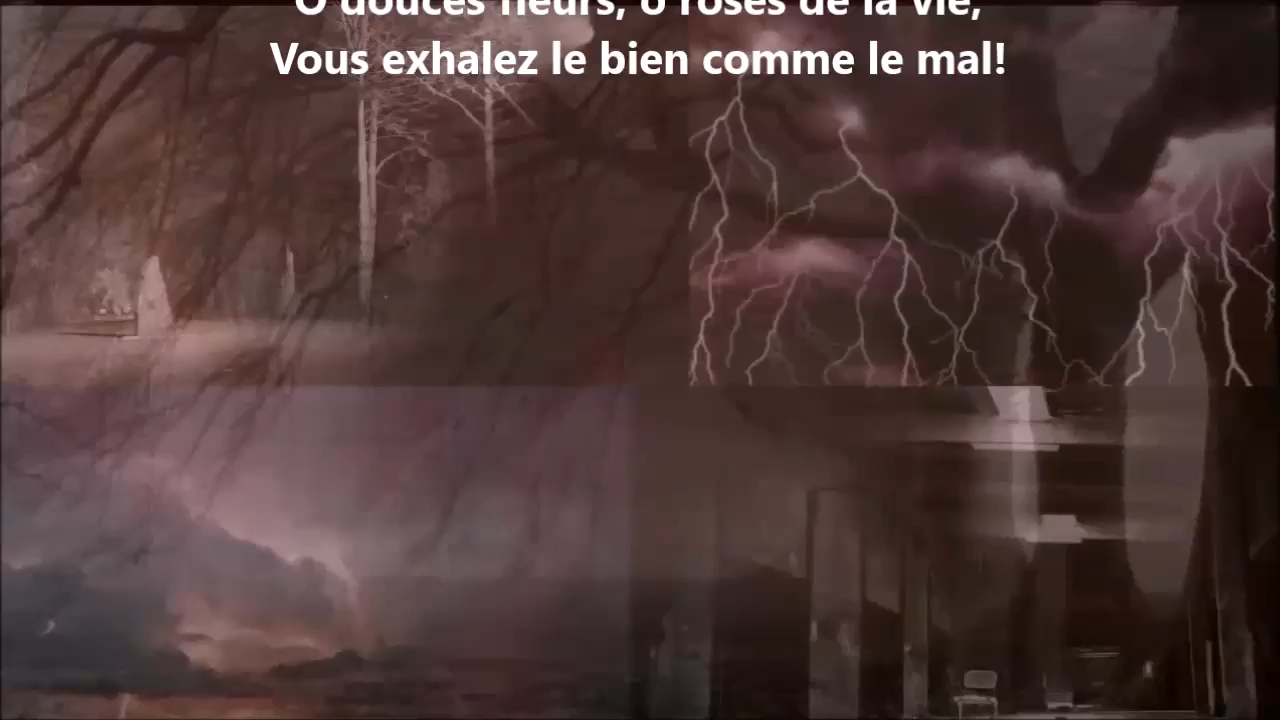 Ô douces fleurs, ô roses de la vie,
Vous exhalez le bien comme le mal!